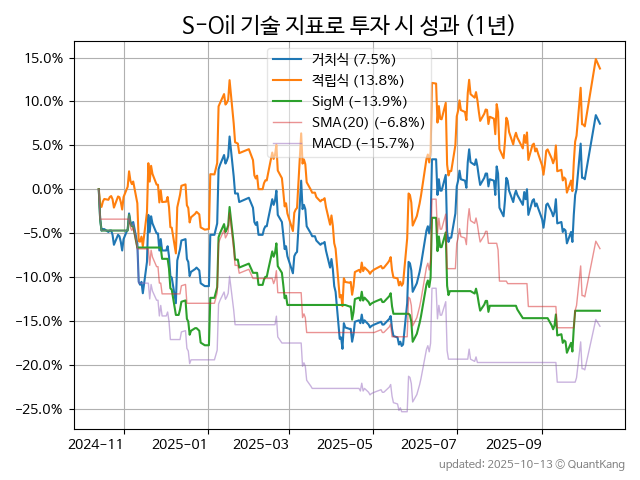 S-Oil 기술 지표로 투자 시 성과 (1년)
거치식 (7.5%)
적립식 (13.8%)
SigM (−13.9%)
SMA(20) (−6.8%)
MACD (−15.7%)
15.0%
10.0%
5.0%
0.0%
−5.0%
−10.0%
−15.0%
−20.0%
−25.0%
2024-11 2025-01 2025-03 2025-05 2025-07 2025-09
updated: 2025-10-13 © QuantKang